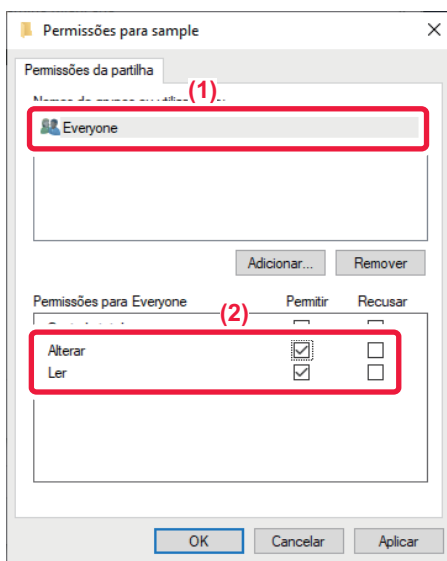 Permissões para sample
Permissões da partilha
(1)
Everyone
Adicionar... Remover
Permissões para Everyone Permitir Recusar
(2)
Alterar
Ler
OK Cancelar Aplicar